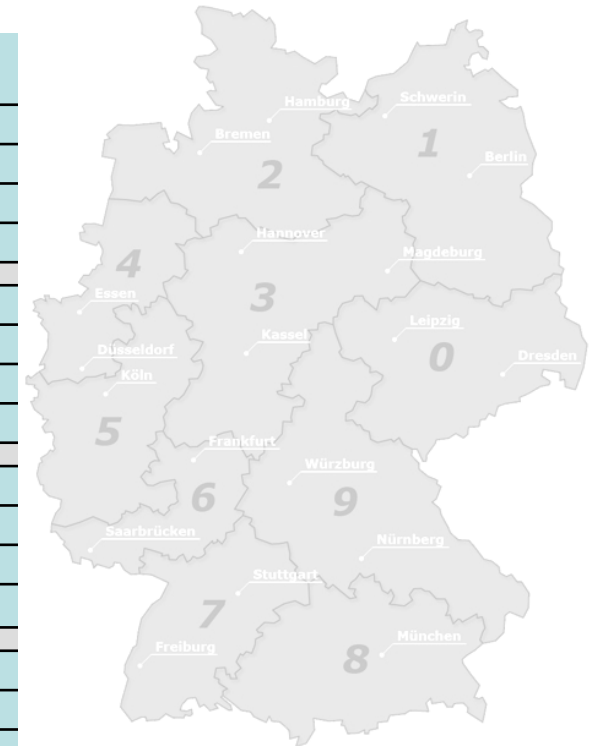 Hamburg
Schwerin
Bremen
1
Berlin
2
Hannover
Magdeburg
4
3
Essen
Leipzig
Kassel
Düsseldorf
0
Dresden
Köln
5
Frankfurt
Würzburg
6
9
Saarbrücken
Nürnberg
Stuttgart
7
München
Freiburg
8